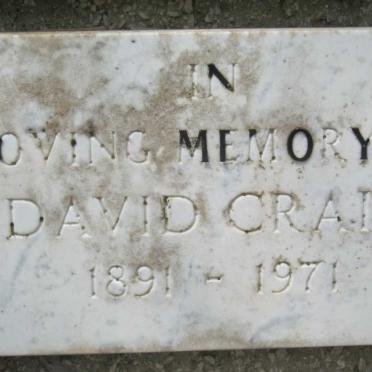 IN
OVING MEMORY
DAVID CRAI
1891 - 1971